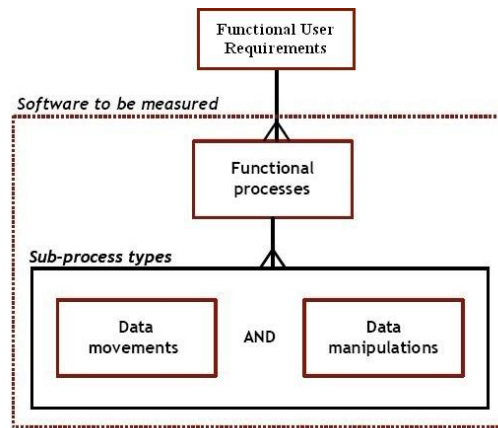 Functional User
Requirements
Software to be measured
Functional
processes
Sub-process types
Data
movements
AND
Data
manipulations